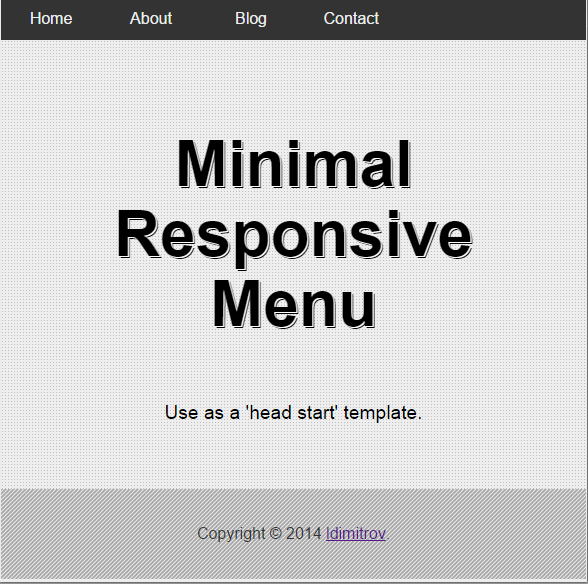 Home About Blog Contact
Minimal
Responsive
Menu
Use as a 'head start' template.
Copyright © 2014 ldimitrov.